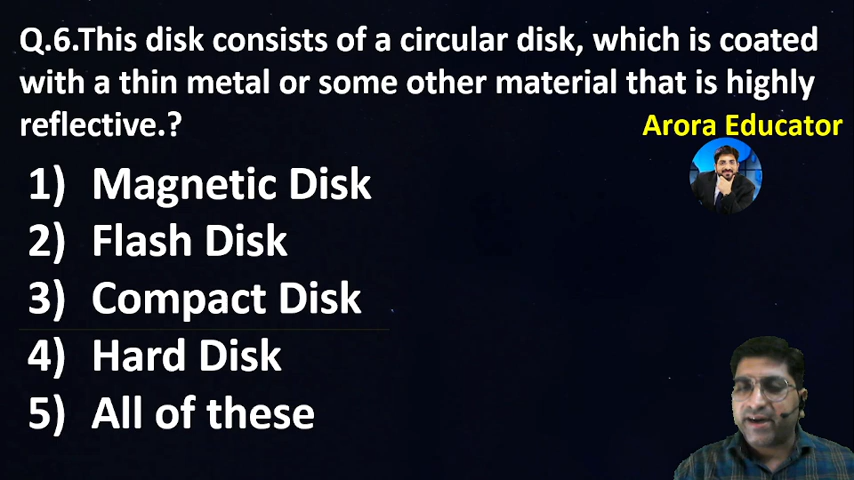 Q.6.This disk consists of a circular disk, which is coated
with a thin metal or some other material that is highly
reflective.?
Arora Educator
1) Magnetic Disk
2) Flash Disk
3) Compact Disk
4) Hard Disk
5) All of these